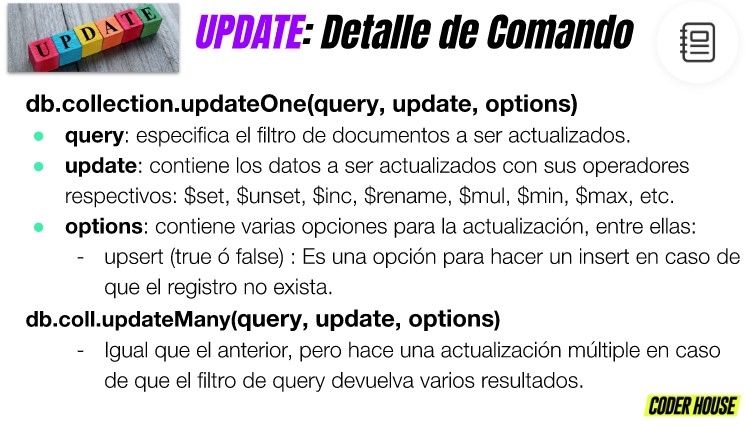 UPDATE
UPDATE: Detalle de Comando
db.collection.updateOne(query, update, options)
● query: especifica el filtro de documentos a ser actualizados.
● update: contiene los datos a ser actualizados con sus operadores
respectivos: $set, $unset, $inc, $rename, $mul, $min, $max, etc.
● options: contiene varias opciones para la actualización, entre ellas:
- upsert (true ó false) : Es una opción para hacer un insert en caso de
que el registro no exista.
db.coll.updateMany(query, update, options)
- Igual que el anterior, pero hace una actualización múltiple en caso
de que el filtro de query devuelva varios resultados.
CODER HOUSE